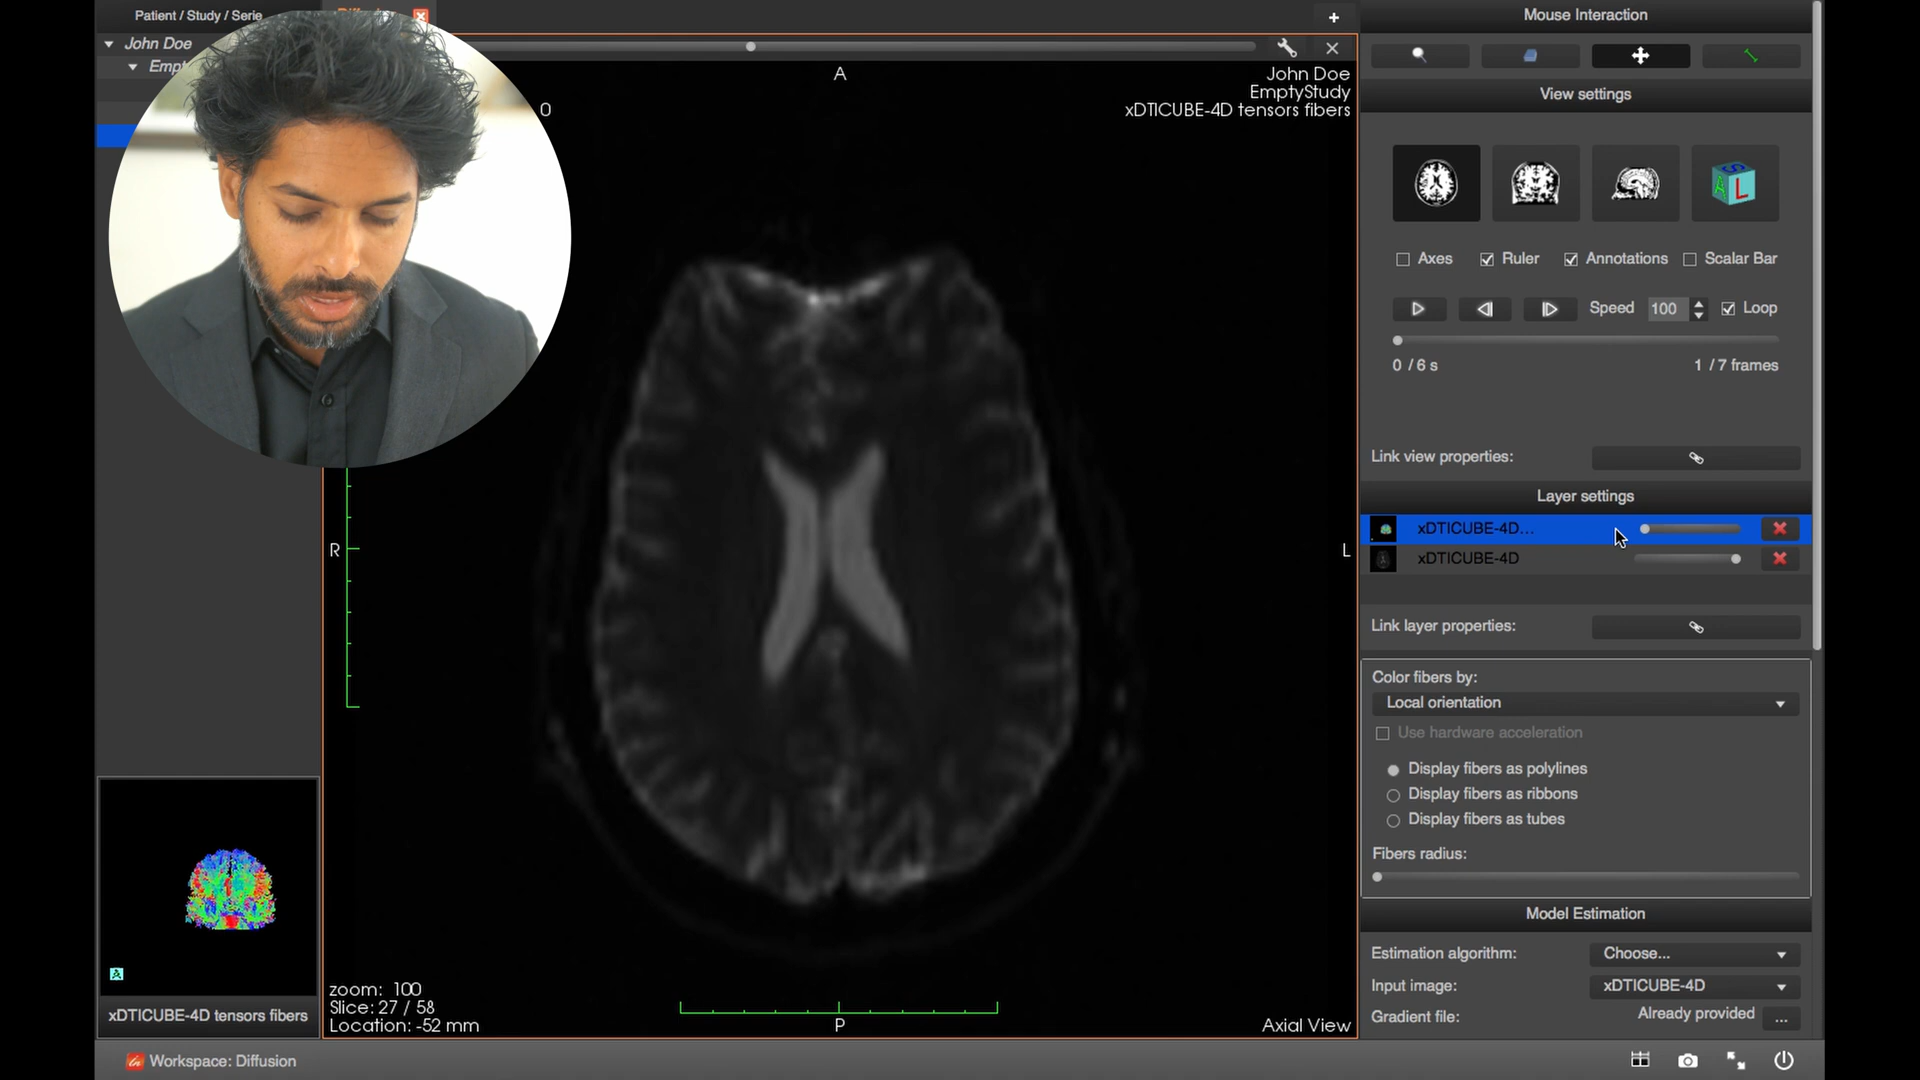 Patient / Study / Serie
John Doe
+
Mouse Interaction
O
A
John Doe
EmptyStudy
xDTICUBE-4D tensors fibers
View settings
Axes
Ruler
Annotations
Scalar Bar
Speed
100
Loop
0 / 6 s
1 / 7 frames
Link view properties:
Layer settings
xDTICUBE-4D...
xDTICUBE-4D
R
L
Link layer properties:
Color fibers by:
Local orientation
Use hardware acceleration
Display fibers as polylines
Display fibers as ribbons
Display fibers as tubes
Fibers radius:
Model Estimation
Estimation algorithm:
Choose...
Input image:
xDTICUBE-4D
Gradient file:
Already provided
...
A
xDTICUBE-4D tensors fibers
zoom: 100
Slice: 27 / 58
Location: -52 mm
P
Axial View
Workspace: Diffusion